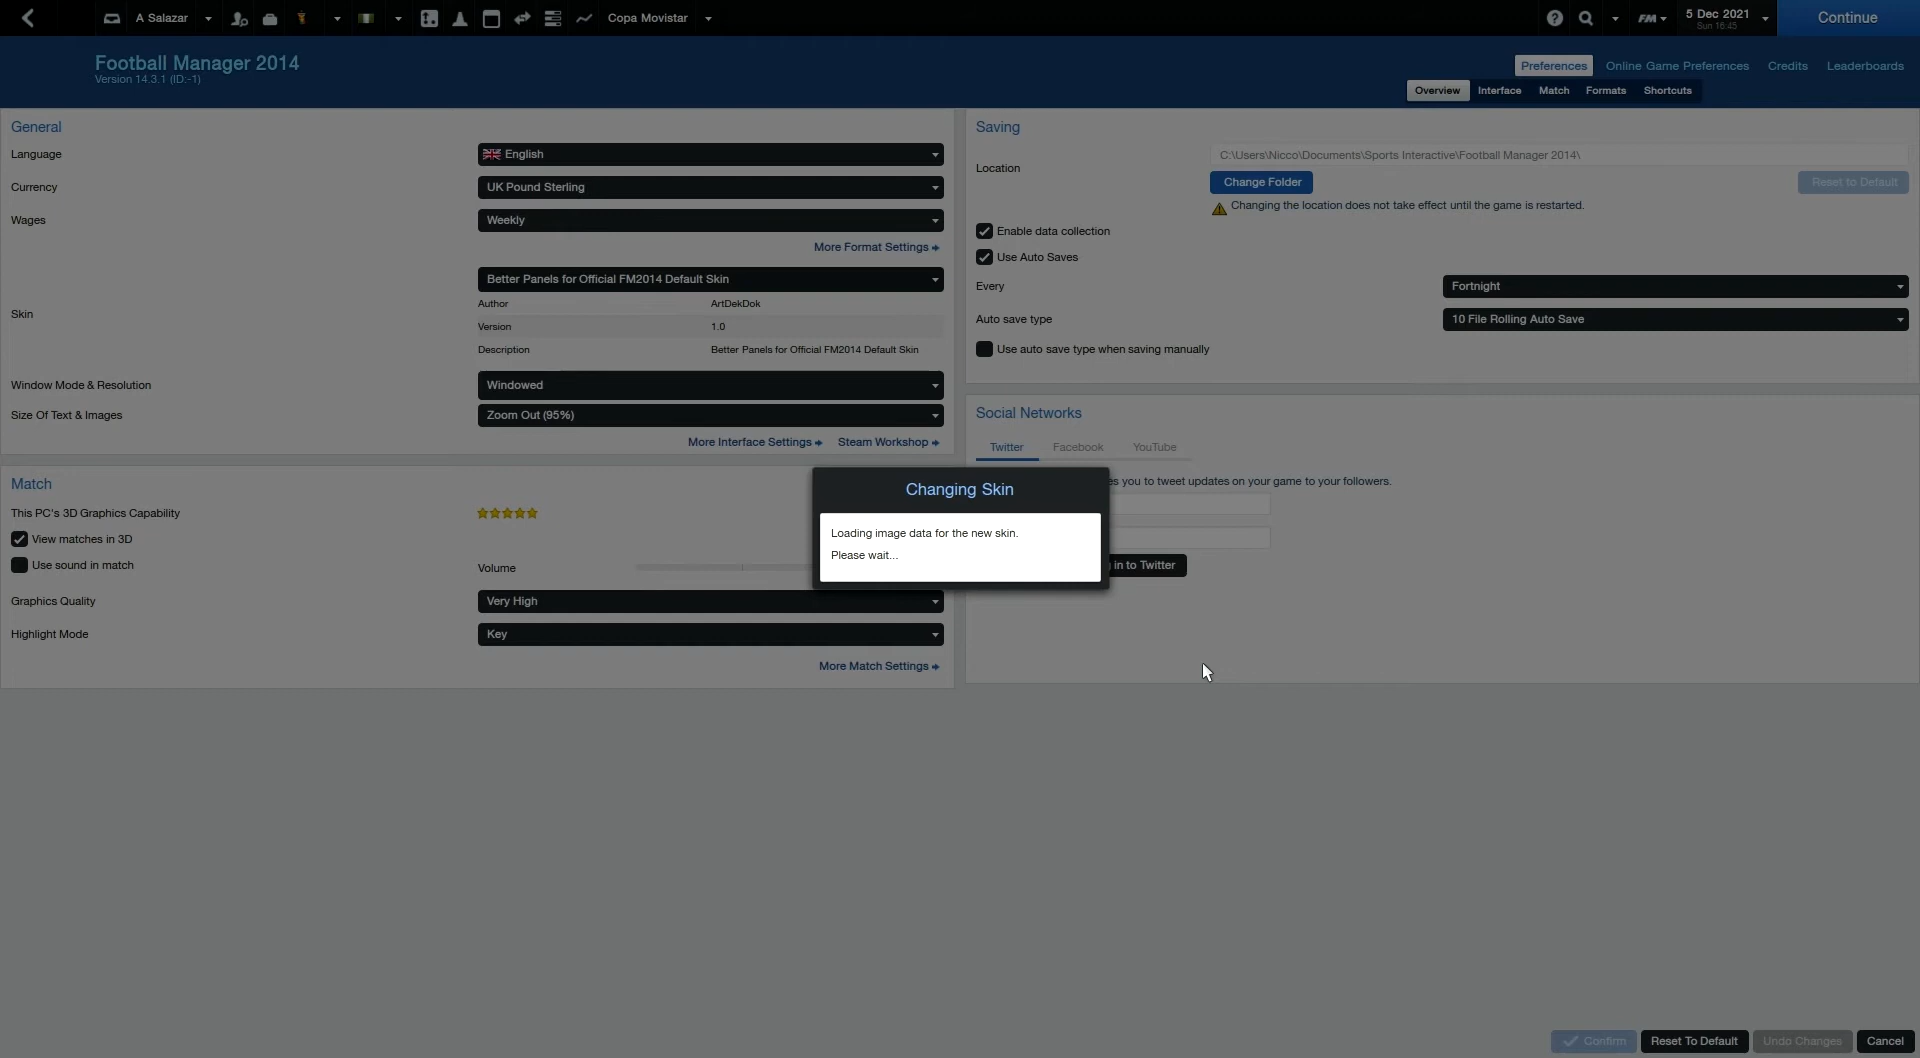 A Salazar
Copa Movistar
FM
5 Dec 2021
Sun 16:45
Continue
Football Manager 2014
Version 14.3.1 (ID:-1)
Preferences
Online Game Preferences
Credits
Leaderboards
Overview
Interface
Match
Formats
Shortcuts
General
Language
English
Currency
UK Pound Sterling
Wages
Weekly
More Format Settings
Skin
Better Panels for Official FM2014 Default Skin
Author ArtDekDok
Version 1.0
Description Better Panels for Official FM2014 Default Skin
Window Mode & Resolution
Windowed
Size Of Text & Images
Zoom Out (95%)
More Interface Settings
Steam Workshop
Match
This PC's 3D Graphics Capability
View matches in 3D
Use sound in match
Volume
Graphics Quality
Very High
Highlight Mode
Key
More Match Settings
Saving
Location
C:\Users\Nicco\Documents\Sports Interactive\Football Manager 2014\
Change Folder
Reset to Default
Changing the location does not take effect until the game is restarted.
Enable data collection
Use Auto Saves
Every
Fortnight
Auto save type
10 File Rolling Auto Save
Use auto save type when saving manually
Social Networks
Twitter
Facebook
YouTube
you to tweet updates on your game to your followers.
in to Twitter
Changing Skin
Loading image data for the new skin.
Please wait...
Confirm
Reset To Default
Undo Changes
Cancel